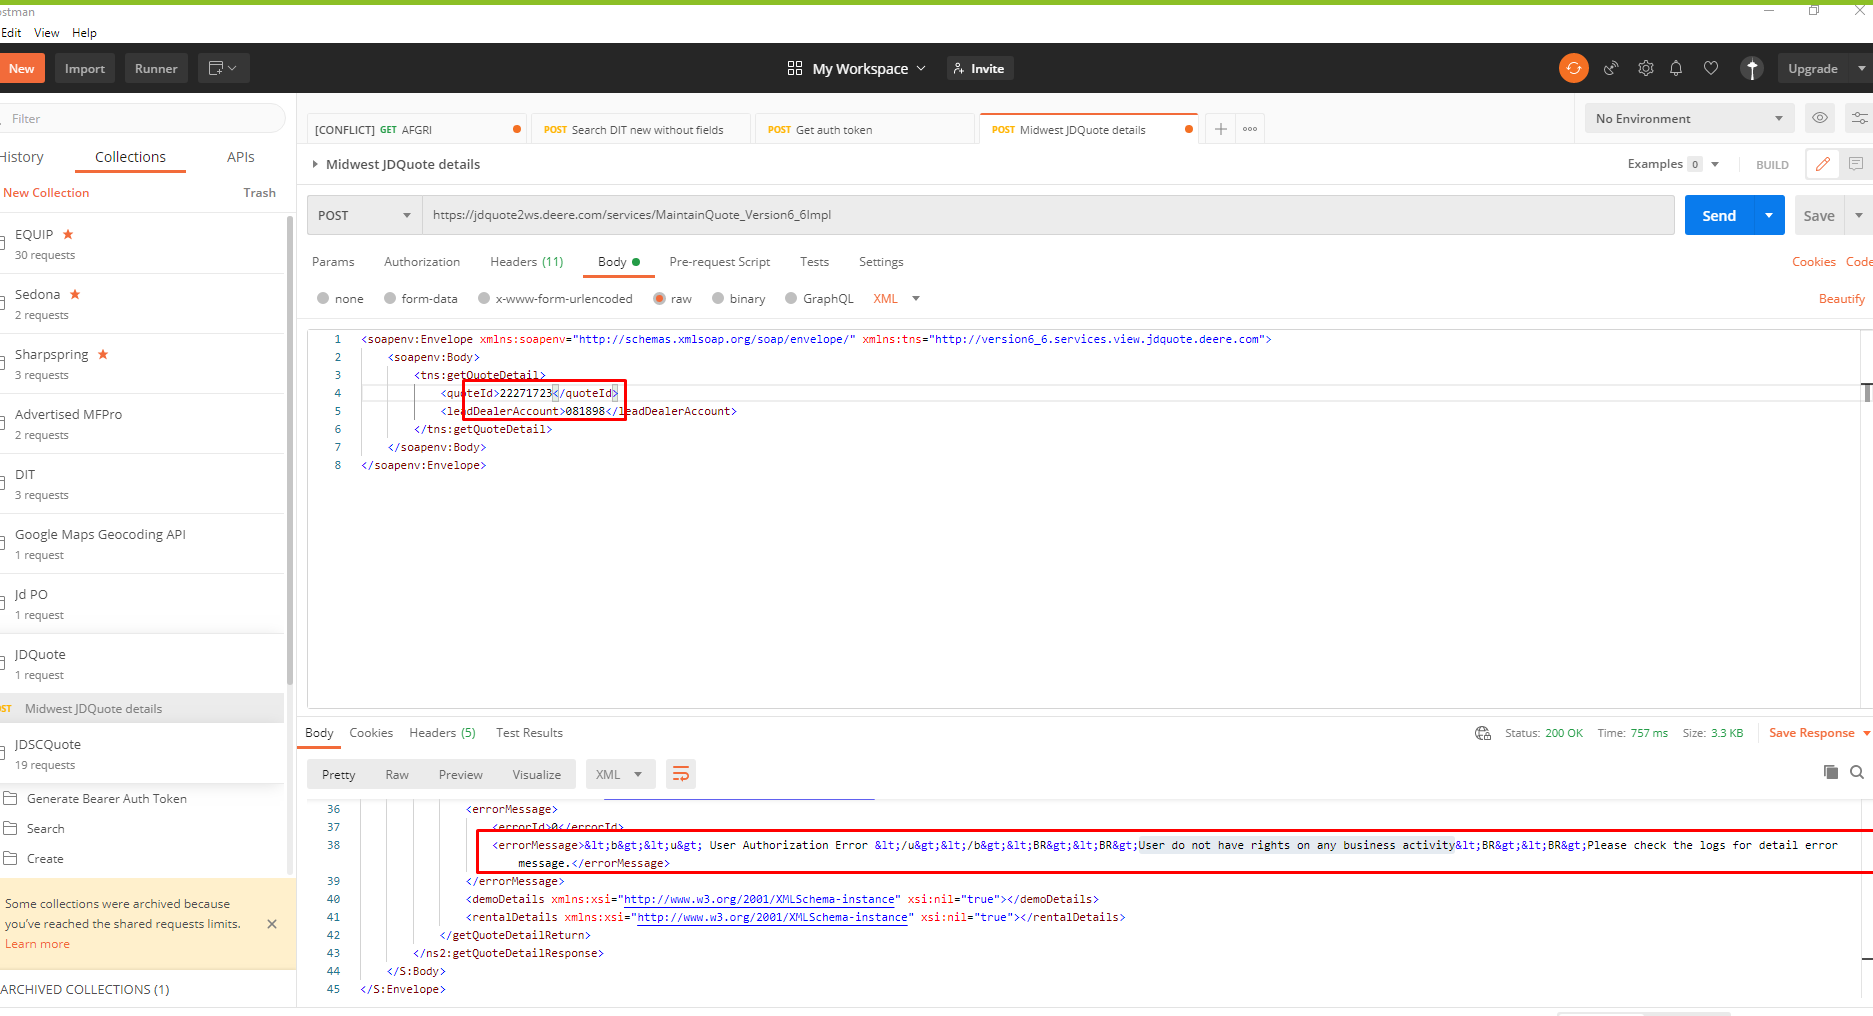 ostman
Edit View Help
New Import Runner My Workspace Invite Upgrade
Filter
History Collections APIs
New Collection Trash
EQUIP
30 requests
Sedona
2 requests
Sharpspring
3 requests
Advertised MFPro
2 requests
DIT
3 requests
Google Maps Geocoding API
1 request
Jd PO
1 request
JDQuote
1 request
OST Midwest JDQuote details
JDSCQuote
19 requests
Generate Bearer Auth Token
Search
Create
Some collections were archived because
you've reached the shared requests limits.
Learn more
ARCHIVED COLLECTIONS (1)
[CONFLICT] GET AFGRI
POST Search DIT new without fields
POST Get auth token
POST Midwest JDQuote details
No Environment
Midwest JDQuote details
Examples 0 BUILD
POST https://jdquote2ws.deere.com/services/MaintainQuote_Version6_6Impl Send Save
Params Authorization Headers (11) Body Pre-request Script Tests Settings Cookies Code
none form-data x-www-form-urlencoded raw binary GraphQL XML Beautify
1 <soapenv:Envelope xmlns:soapenv="http://schemas.xmlsoap.org/soap/envelope/" xmlns:tns="http://version6_6.services.view.jdquote.deere.com">
2 <soapenv:Body>
3 <tns:getQuoteDetail>
4 <quoteId>22271723</quoteId>
5 <leadDealerAccount>081898</leadDealerAccount>
6 </tns:getQuoteDetail>
7 </soapenv:Body>
8 </soapenv:Envelope>
Body Cookies Headers (5) Test Results Status: 200 OK Time: 757 ms Size: 3.3 KB Save Response
Pretty Raw Preview Visualize XML
36 <errorMessage>
37 <errorId>0</errorId>
38 <errorMessage>&lt;b&gt;&lt;u&gt; User Authorization Error &lt;/u&gt;&lt;/b&gt;&lt;BR&gt;&lt;BR&gt;User do not have rights on any business activity&lt;BR&gt;&lt;BR&gt;Please check the logs for detail error
message.</errorMessage>
39 </errorMessage>
40 <demoDetails xmlns:xsi="http://www.w3.org/2001/XMLSchema-instance" xsi:nil="true"></demoDetails>
41 <rentalDetails xmlns:xsi="http://www.w3.org/2001/XMLSchema-instance" xsi:nil="true"></rentalDetails>
42 </getQuoteDetailReturn>
43 </ns2:getQuoteDetailResponse>
44 </S:Body>
45 </S:Envelope>